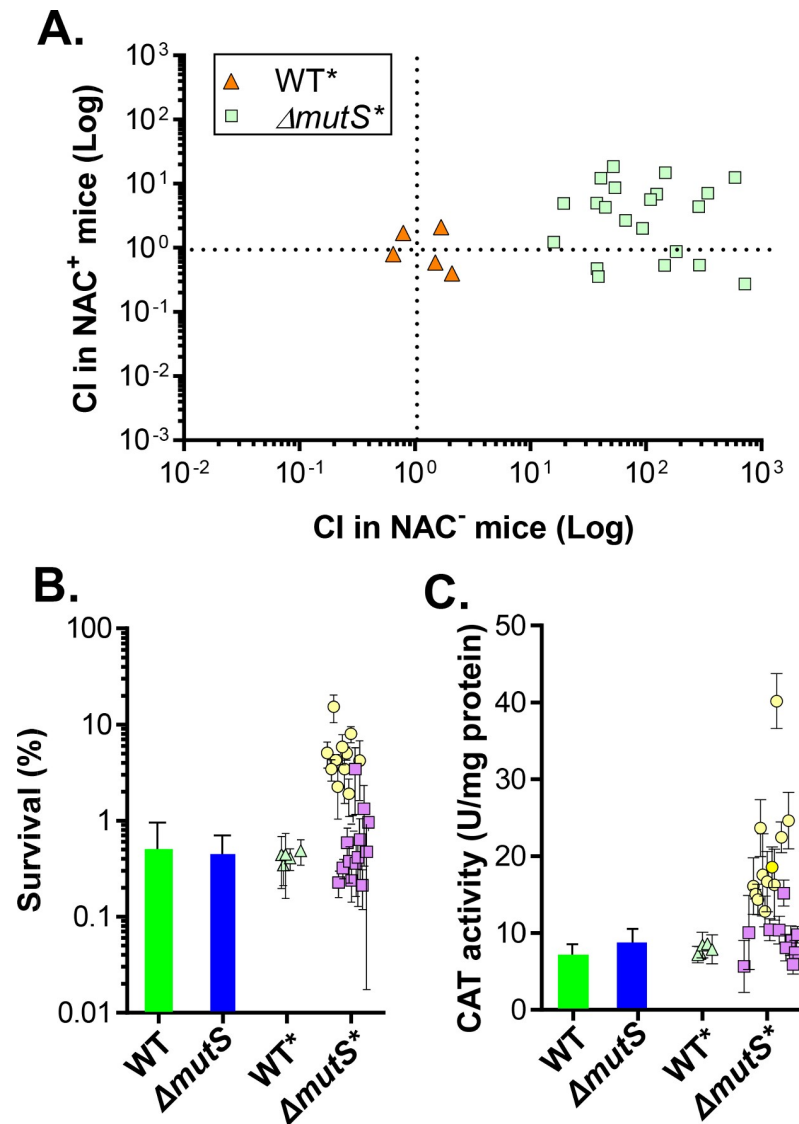 A.
CI in NAC⁺ mice (Log)
10³
10²
10¹
10⁰
10⁻¹
10⁻²
10⁻³
WT*
ΔmutS*
10⁻² 10⁻¹ 10⁰ 10¹ 10² 10³
CI in NAC⁻ mice (Log)
B.
Survival (%)
100
10
1
0.1
0.01
WT ΔmutS WT* ΔmutS*
C.
CAT activity (U/mg protein)
50
40
30
20
10
0
WT ΔmutS WT* ΔmutS*